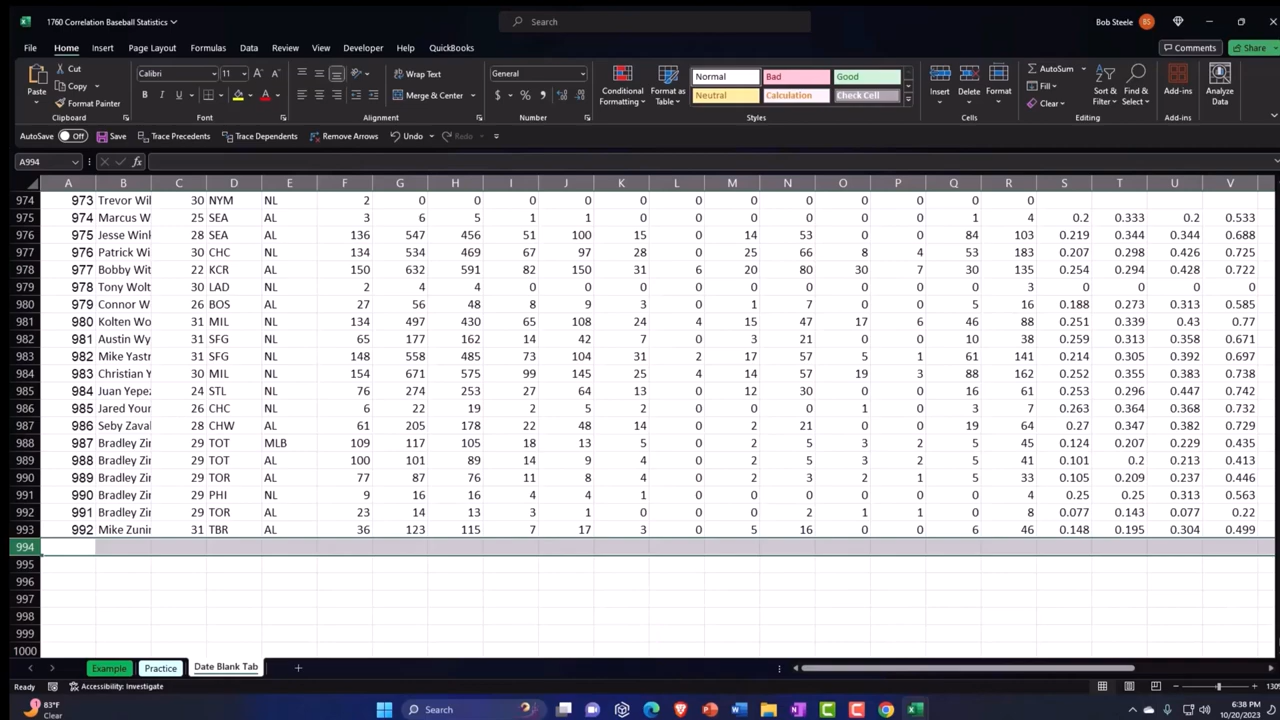 1760 Correlation Baseball Statistics
Search
Bob Steele BS
File Home Insert Page Layout Formulas Data Review View Developer Help QuickBooks Comments Share
Paste Cut Copy Format Painter Clipboard
Calibri 11 B I U A Font
Wrap Text Merge & Center Alignment
General $ % Number
Conditional Formatting Format as Table Normal Bad Good Neutral Calculation Check Cell Styles
Insert Delete Format Cells
AutoSum Fill Clear Sort & Filter Find & Select Editing
Add-ins Add-ins
Analyze Data
AutoSave Off Save Trace Precedents Trace Dependents Remove Arrows Undo Redo
A994 fx
A B C D E F G H I J K L M N O P Q R S T U V
974 973 Trevor Wil 30 NYM NL 2 0 0 0 0 0 0 0 0 0 0 0 0
975 974 Marcus W 25 SEA AL 3 6 5 1 1 0 0 0 0 0 0 1 4 0.2 0.333 0.2 0.533
976 975 Jesse Wink 28 SEA AL 136 547 456 51 100 15 0 14 53 0 0 84 103 0.219 0.344 0.344 0.688
977 976 Patrick Wi 30 CHC NL 134 534 469 67 97 28 0 25 66 8 4 53 183 0.207 0.298 0.426 0.725
978 977 Bobby Wit 22 KCR AL 150 632 591 82 150 31 6 20 80 30 7 30 135 0.254 0.294 0.428 0.722
979 978 Tony Wolt 30 LAD NL 2 4 4 0 0 0 0 0 0 0 0 0 3 0 0 0 0
980 979 Connor W 26 BOS AL 27 56 48 8 9 3 0 1 7 0 0 5 16 0.188 0.273 0.313 0.585
981 980 Kolten Wo 31 MIL NL 134 497 430 65 108 24 4 15 47 17 6 46 88 0.251 0.339 0.43 0.77
982 981 Austin Wy 31 SFG NL 65 177 162 14 42 7 0 3 21 0 0 10 38 0.259 0.313 0.358 0.671
983 982 Mike Yastr 31 SFG NL 148 558 485 73 104 31 2 17 57 5 1 61 141 0.214 0.305 0.392 0.697
984 983 Christian Y 30 MIL NL 154 671 575 99 145 25 4 14 57 19 3 88 162 0.252 0.355 0.383 0.738
985 984 Juan Yepez 24 STL NL 76 274 253 27 64 13 0 12 30 0 0 16 61 0.253 0.296 0.447 0.742
986 985 Jared Your 26 CHC NL 6 22 19 2 5 2 0 0 0 1 0 3 7 0.263 0.364 0.368 0.732
987 986 Seby Zaval 28 CHW AL 61 205 178 22 48 14 0 2 21 0 0 19 64 0.27 0.347 0.382 0.729
988 987 Bradley Zir 29 TOT MLB 109 117 105 18 13 5 0 2 5 3 2 5 45 0.124 0.207 0.229 0.435
989 988 Bradley Zir 29 TOT AL 100 101 89 14 9 4 0 2 5 3 2 5 41 0.101 0.2 0.213 0.413
990 989 Bradley Zir 29 TOR AL 77 87 76 11 8 4 0 2 3 2 1 5 33 0.105 0.209 0.237 0.446
991 990 Bradley Zir 29 PHI NL 9 16 16 4 4 1 0 0 0 0 0 0 4 0.25 0.25 0.313 0.563
992 991 Bradley Zir 29 TOR AL 23 14 13 3 1 0 0 0 2 1 1 0 8 0.077 0.143 0.077 0.22
993 992 Mike Zunir 31 TBR AL 36 123 115 7 17 3 0 5 16 0 0 6 46 0.148 0.195 0.304 0.499
994
995
996
997
998
999
1000
Example Practice Date Blank Tab
Ready Accessibility: Investigate 130
1 83°F Clear Search 6:38 PM 10/20/2023